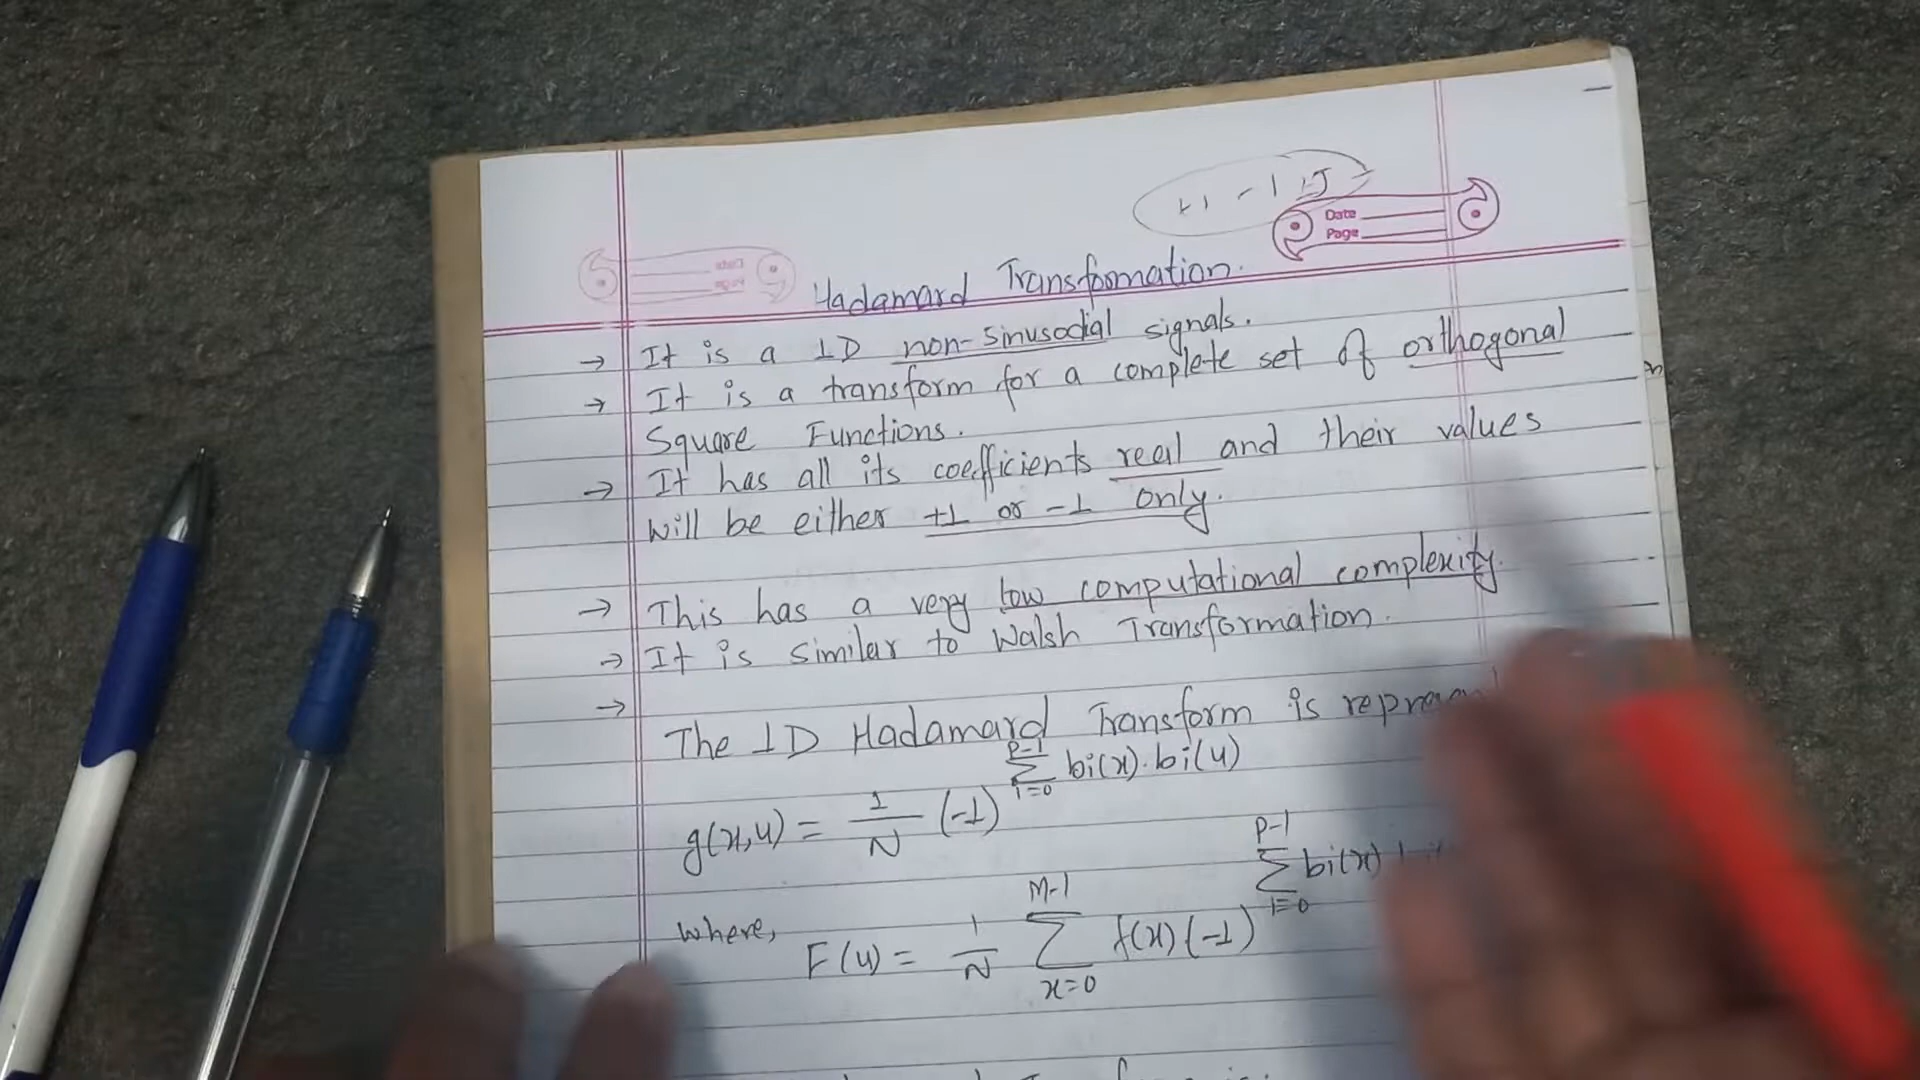 +1 -1 ±J
Date
Page
Hadamard Transformation.
→ It is a 1D non-sinusodial signals.
→ It is a transform for a complete set of orthogonal
Square Functions.
→ It has all its coefficients real and their values
will be either +1 or -1 only.
→ This has a very low computational complexity.
→ It is similar to Walsh Transformation.
→
The 1D Hadamard Transform is
g(x,u) = 1/N (-1)^{∑_{i=0}^{P-1} bi(x).bi(u)}
where,
F(u) = 1/N ∑_{x=0}^{M-1} f(x)(-1)^{∑_{i=0}^{P-1} bi(x)